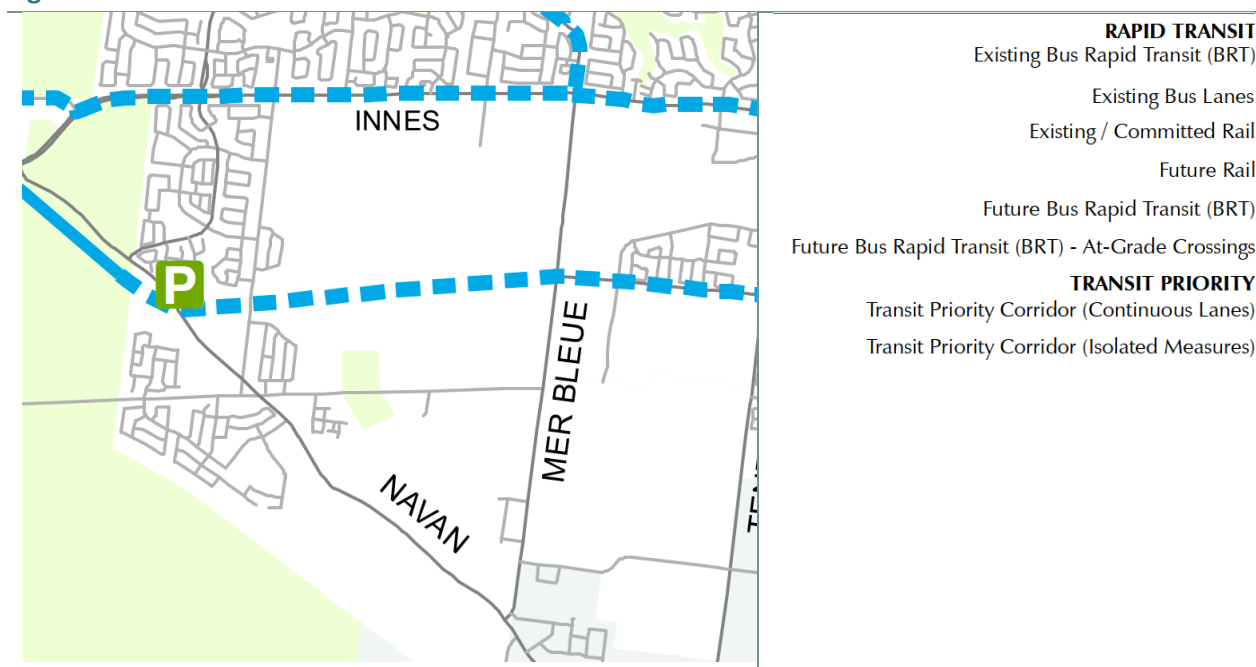 INNES
P
MER BLEUE
NAVAN
RAPID TRANSIT
Existing Bus Rapid Transit (BRT)
Existing Bus Lanes
Existing / Committed Rail
Future Rail
Future Bus Rapid Transit (BRT)
Future Bus Rapid Transit (BRT) - At-Grade Crossings
TRANSIT PRIORITY
Transit Priority Corridor (Continuous Lanes)
Transit Priority Corridor (Isolated Measures)